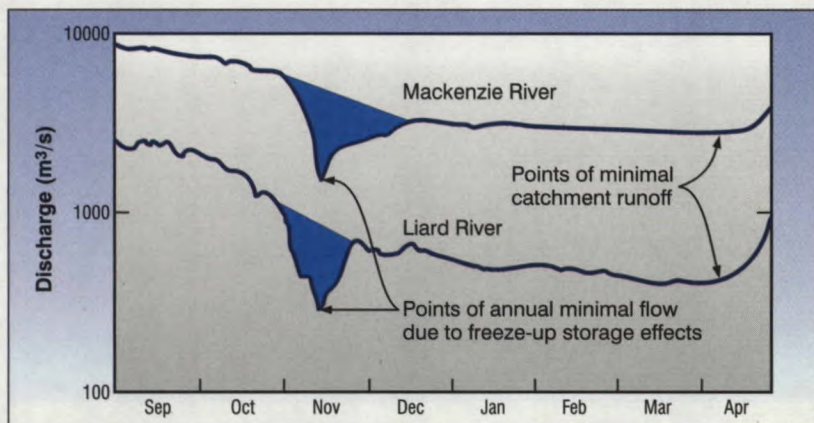 10000
1000
100
Discharge (m³/s)
Mackenzie River
Points of minimal
catchment runoff
Liard River
Points of annual minimal flow
due to freeze-up storage effects
Sep Oct Nov Dec Jan Feb Mar Apr